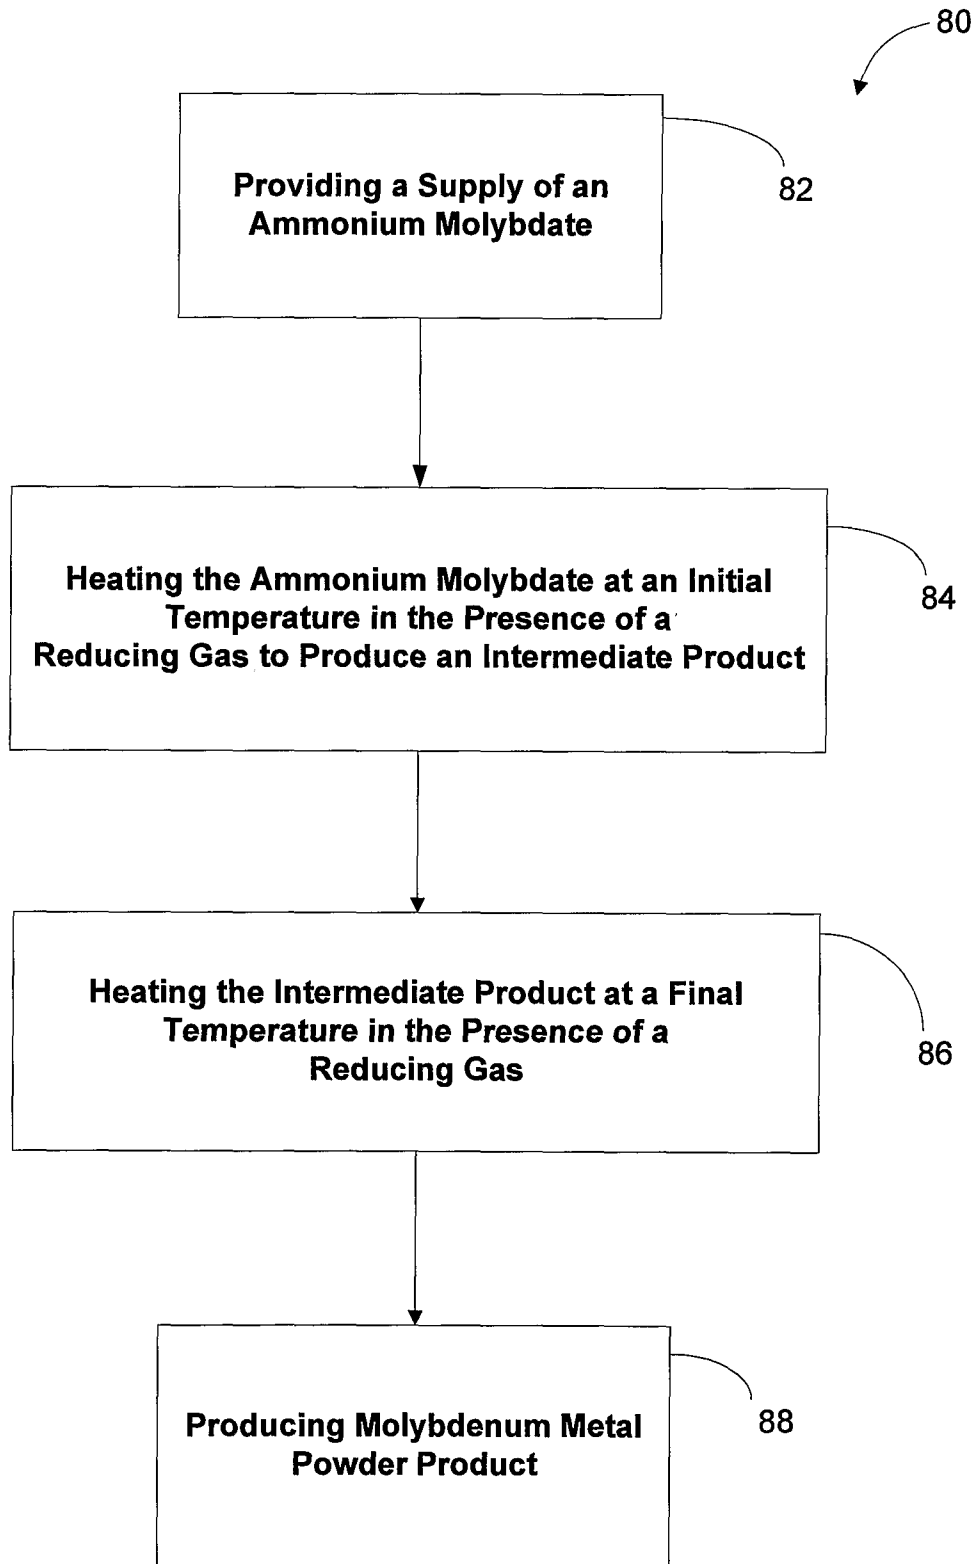 80
Providing a Supply of an
Ammonium Molybdate
82
Heating the Ammonium Molybdate at an Initial
Temperature in the Presence of a
Reducing Gas to Produce an Intermediate Product
84
Heating the Intermediate Product at a Final
Temperature in the Presence of a
Reducing Gas
86
Producing Molybdenum Metal
Powder Product
88